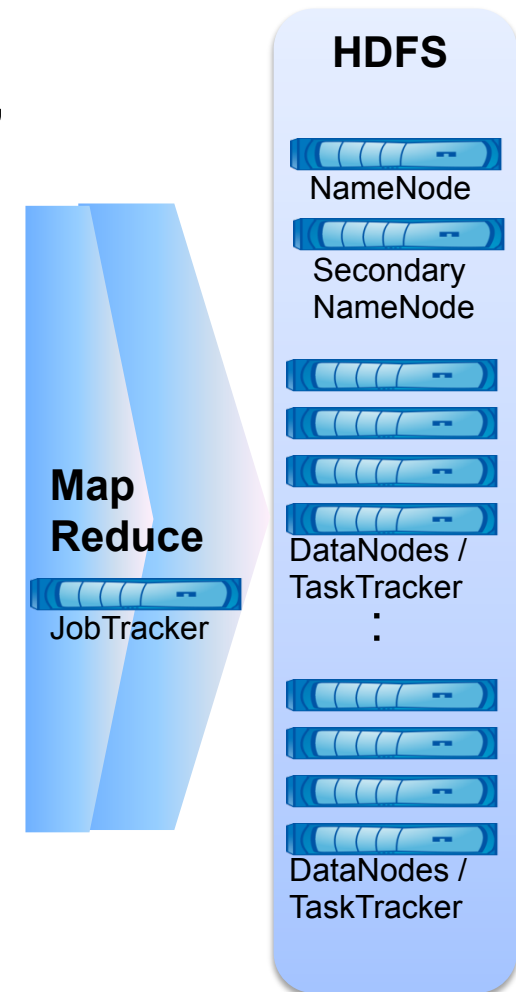 HDFS
NameNode
Secondary
NameNode
Map
Reduce
JobTracker
DataNodes /
TaskTracker
:
DataNodes /
TaskTracker